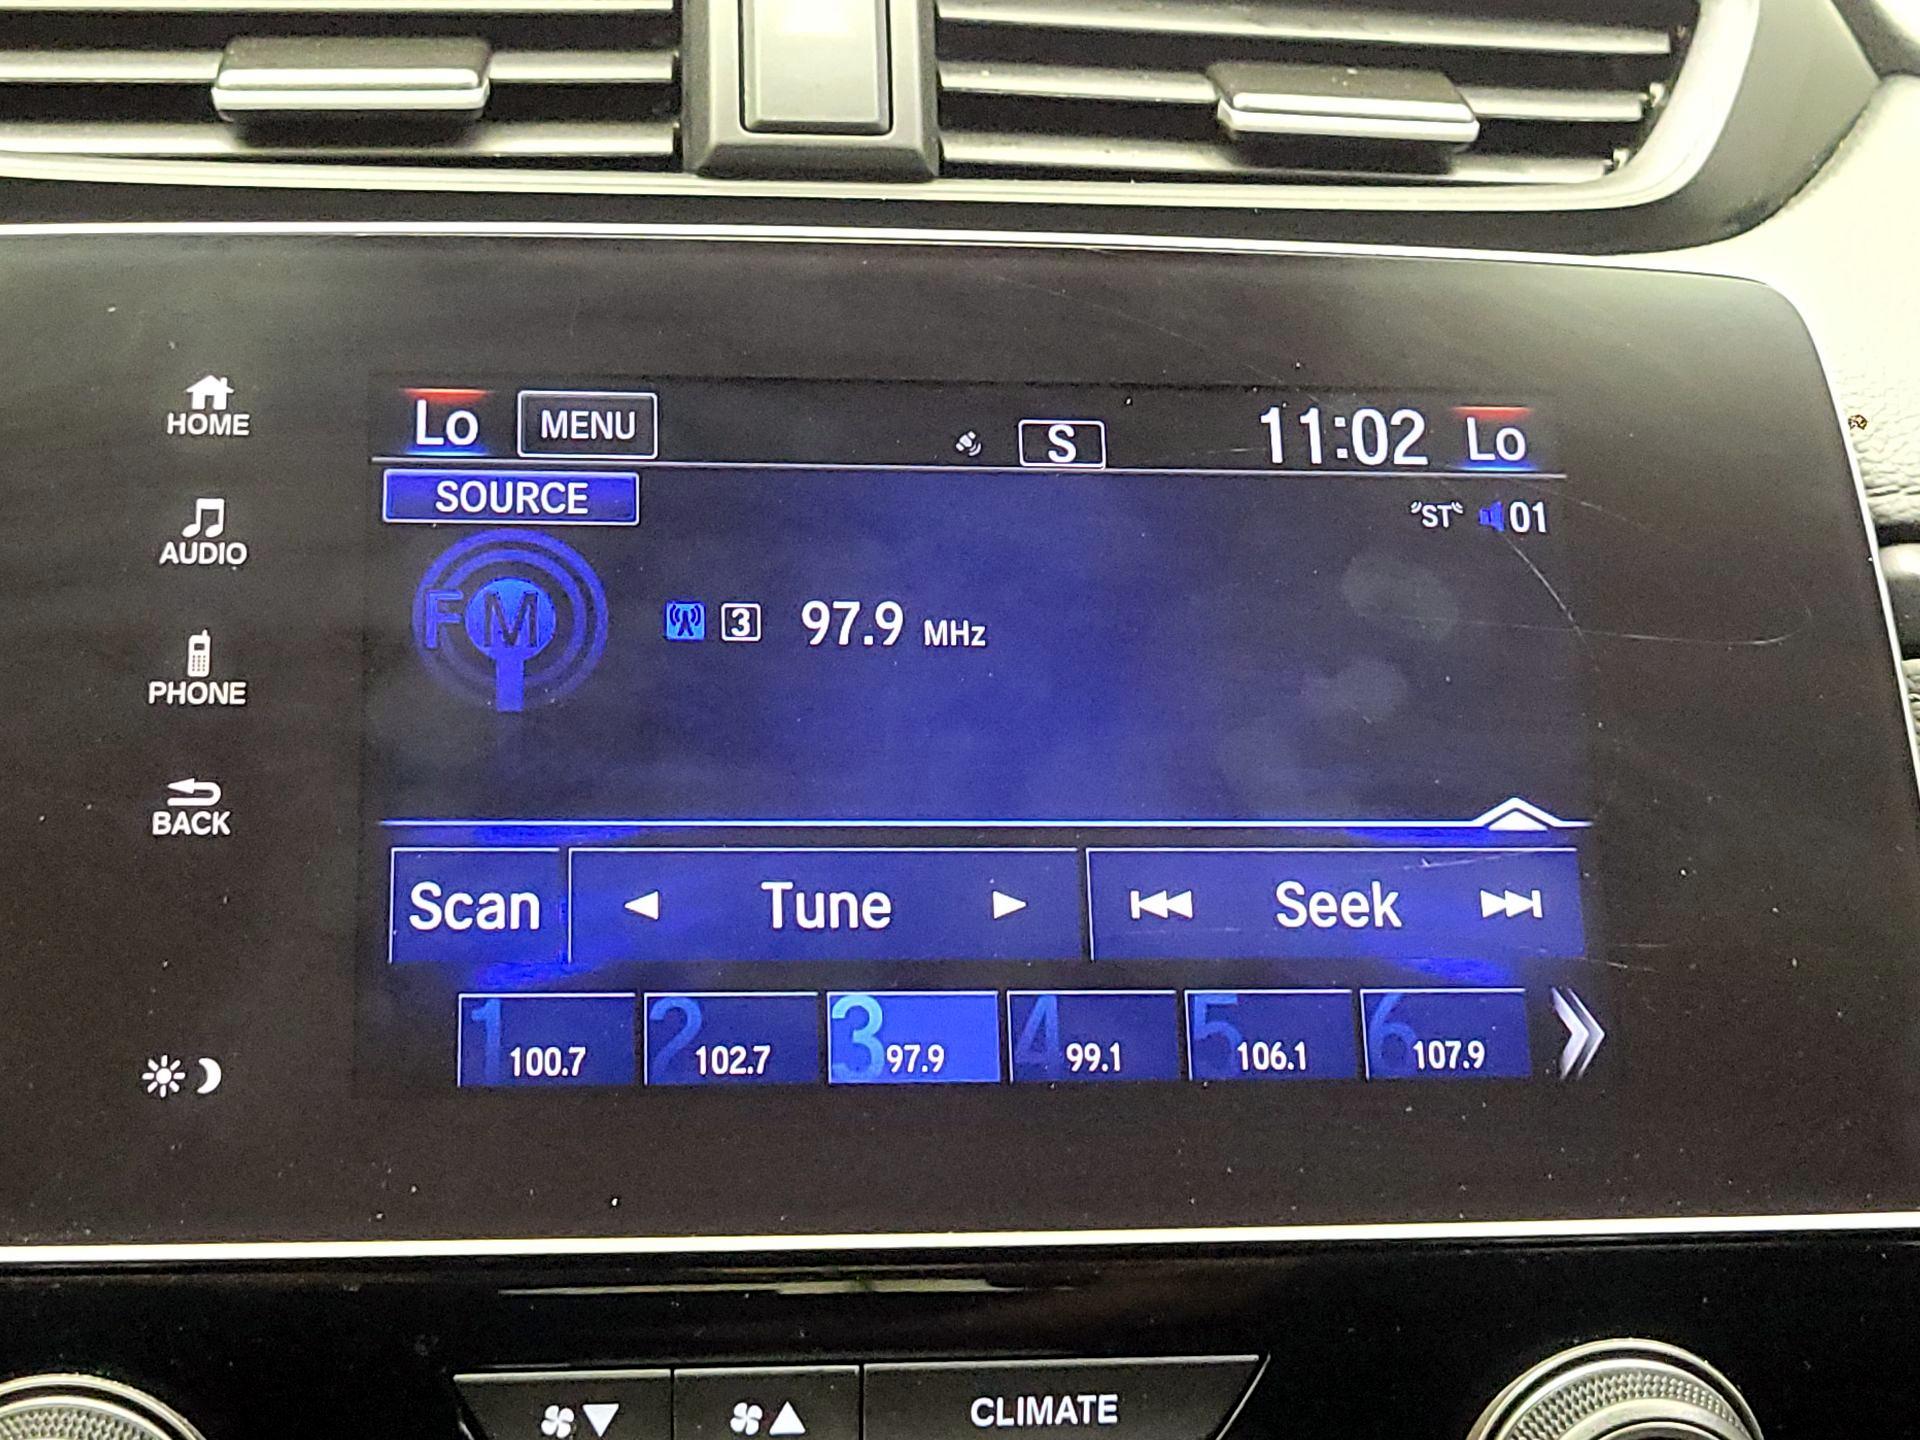 HOME
AUDIO
PHONE
BACK
Lo MENU S 11:02 Lo
SOURCE
"ST" 01
FM
3 97.9 MHz
Scan Tune Seek
1 100.7 2 102.7 3 97.9 4 99.1 5 106.1 6 107.9
CLIMATE